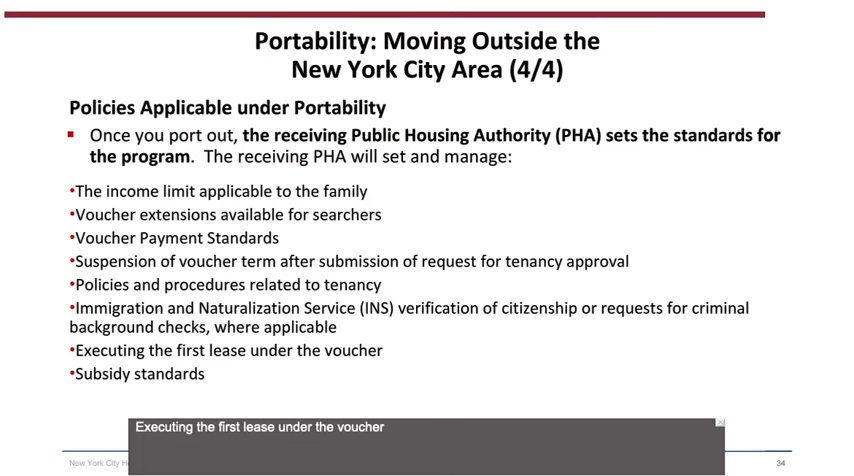 Portability: Moving Outside the
New York City Area (4/4)
Policies Applicable under Portability
▪ Once you port out, the receiving Public Housing Authority (PHA) sets the standards for
the program. The receiving PHA will set and manage:
•The income limit applicable to the family
•Voucher extensions available for searchers
•Voucher Payment Standards
•Suspension of voucher term after submission of request for tenancy approval
•Policies and procedures related to tenancy
•Immigration and Naturalization Service (INS) verification of citizenship or requests for criminal
background checks, where applicable
•Executing the first lease under the voucher
•Subsidy standards
Executing the first lease under the voucher
New York City
34